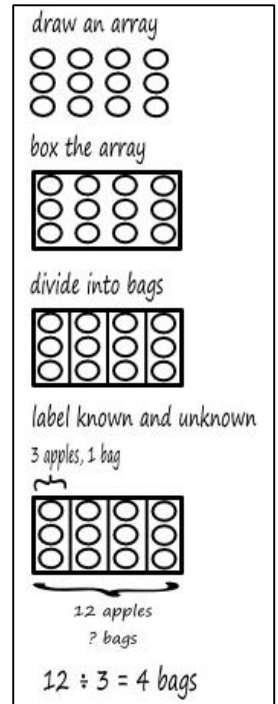 draw an array
box the array
divide into bags
label known and unknown
3 apples, 1 bag
12 apples
? bags
12 ÷ 3 = 4 bags